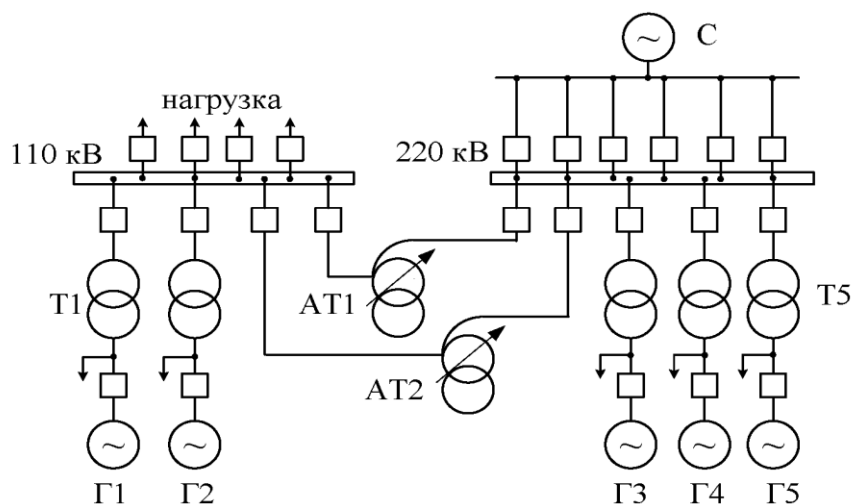 С
нагрузка
110 кВ
220 кВ
Т1
АТ1
Т5
АТ2
Г1
Г2
Г3
Г4
Г5